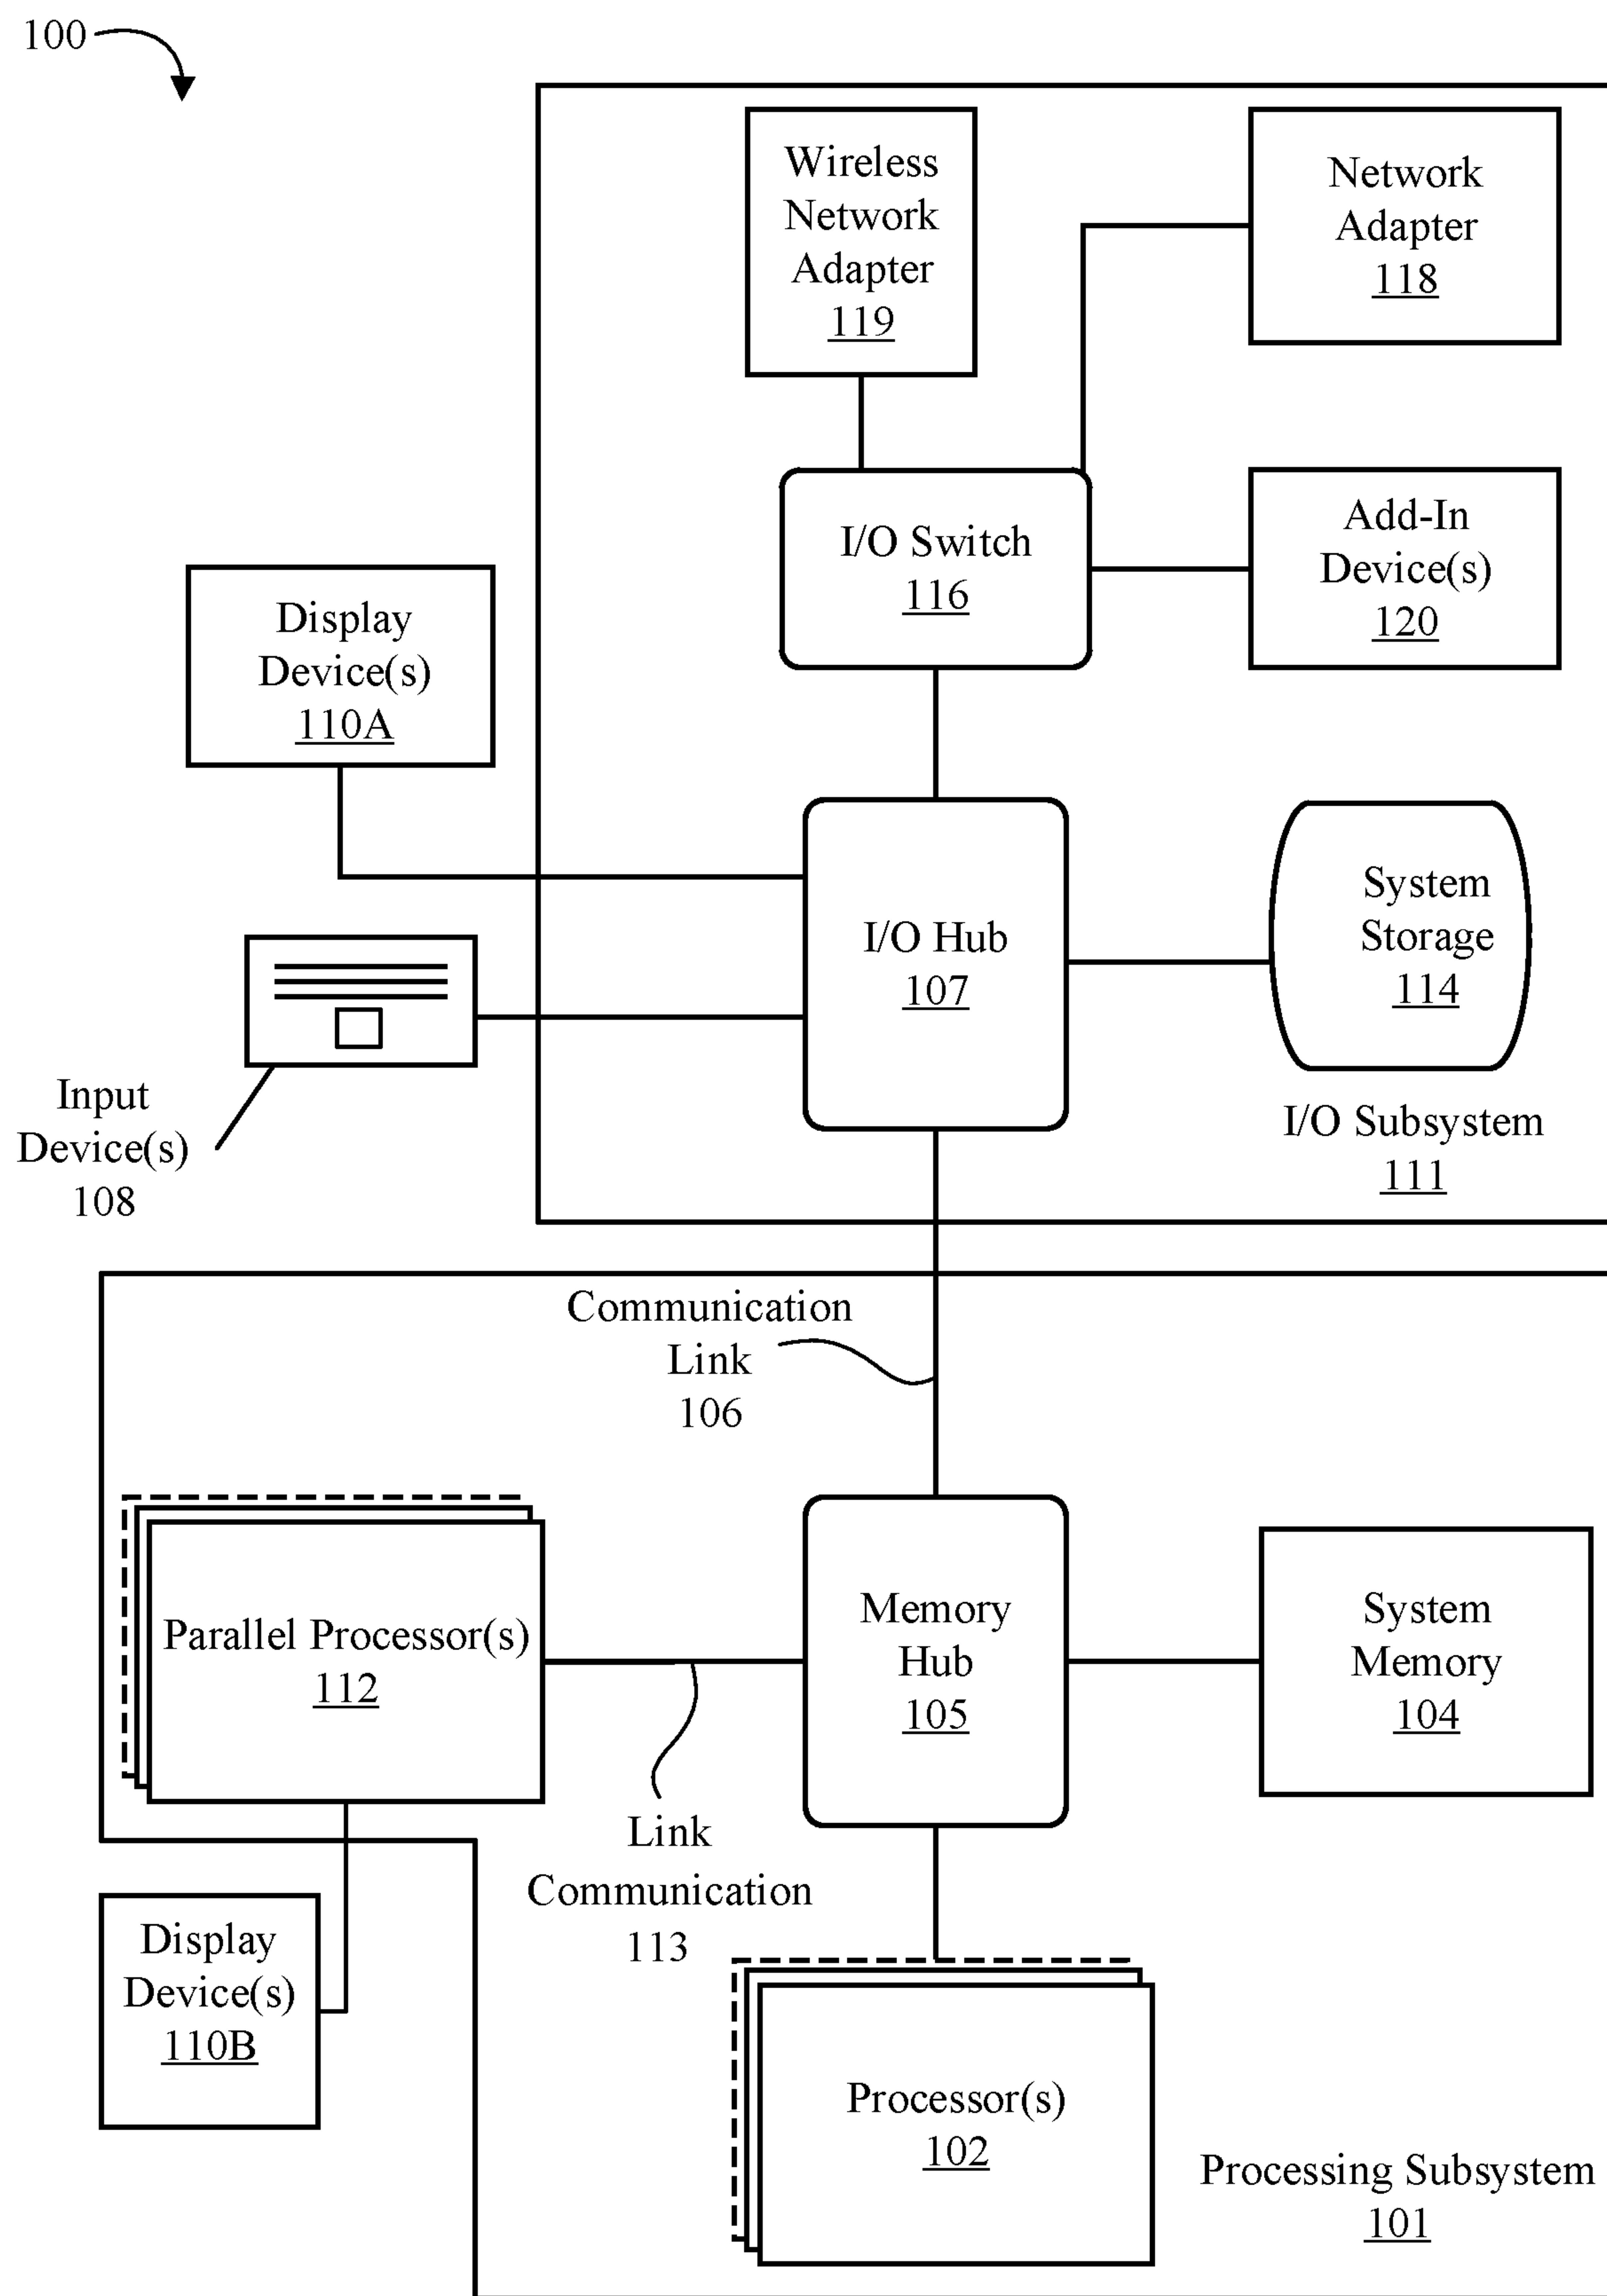 100
Wireless
Network
Adapter
119
Network
Adapter
118
I/O Switch
116
Add-In
Device(s)
120
Display
Device(s)
110A
I/O Hub
107
System
Storage
114
Input
Device(s)
108
I/O Subsystem
111
Communication
Link
106
Parallel Processor(s)
112
Memory
Hub
105
System
Memory
104
Link
Communication
113
Display
Device(s)
110B
Processor(s)
102
Processing Subsystem
101